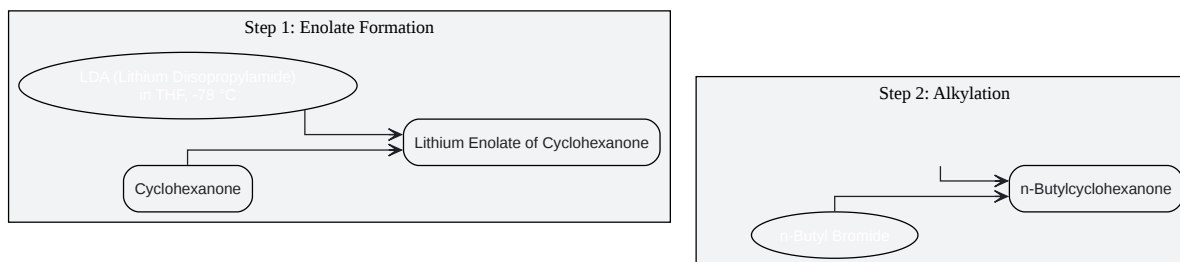 Step 1: Enolate Formation
LDA (Lithium Diisopropylamide)
in THF, -78 °C
Lithium Enolate of Cyclohexanone
Cyclohexanone
Step 2: Alkylation
n-Butylcyclohexanone
n-Butyl Bromide